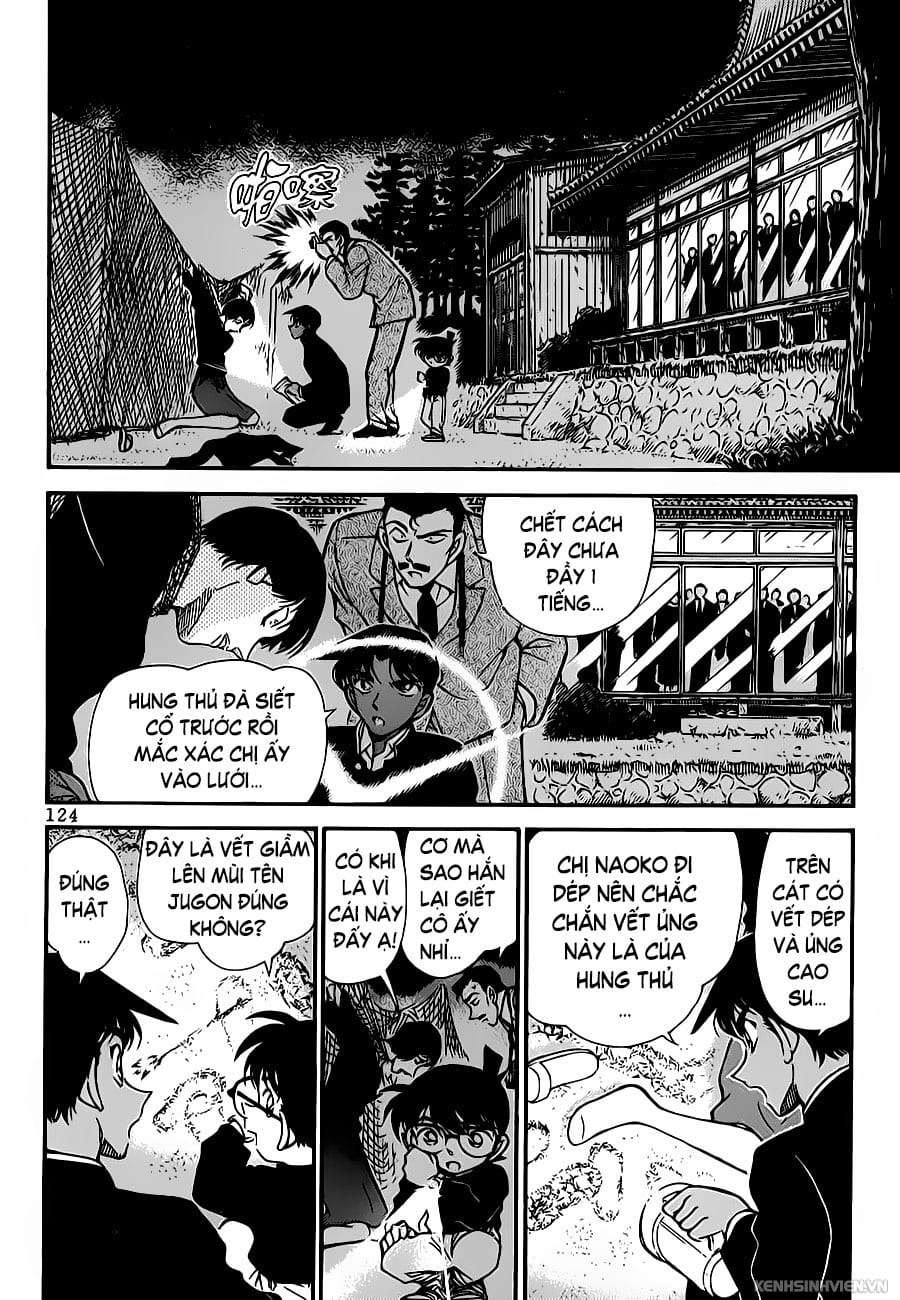 啪嚓
CHẾT CÁCH
ĐÂY CHƯA
ĐẦY 1
TIẾNG...
HUNG THỦ ĐÃ SIẾT
CỔ TRƯỚC RỒI
MẮC XÁC CHỊ ẤY
VÀO LƯỚI...
124
TRÊN
CÁT CÓ
VẾT DÉP
VÀ ỦNG
CAO
SU...
CHỊ NAOKO ĐI
DÉP NÊN CHẮC
CHẮN VẾT ỦNG
NÀY LÀ CỦA
HUNG THỦ
...
CƠ MÀ
SAO HẮN
LẠI GIẾT
CÔ ẤY
NHỈ...
CÓ KHI
LÀ VÌ
CÁI NÀY
ĐẤY Ạ!
ĐÂY LÀ VẾT GIẦM
LÊN MŨI TÊN
JUGON ĐÚNG
KHÔNG?
ĐÚNG
THẬT
...
KENHSINHVIEN.VN